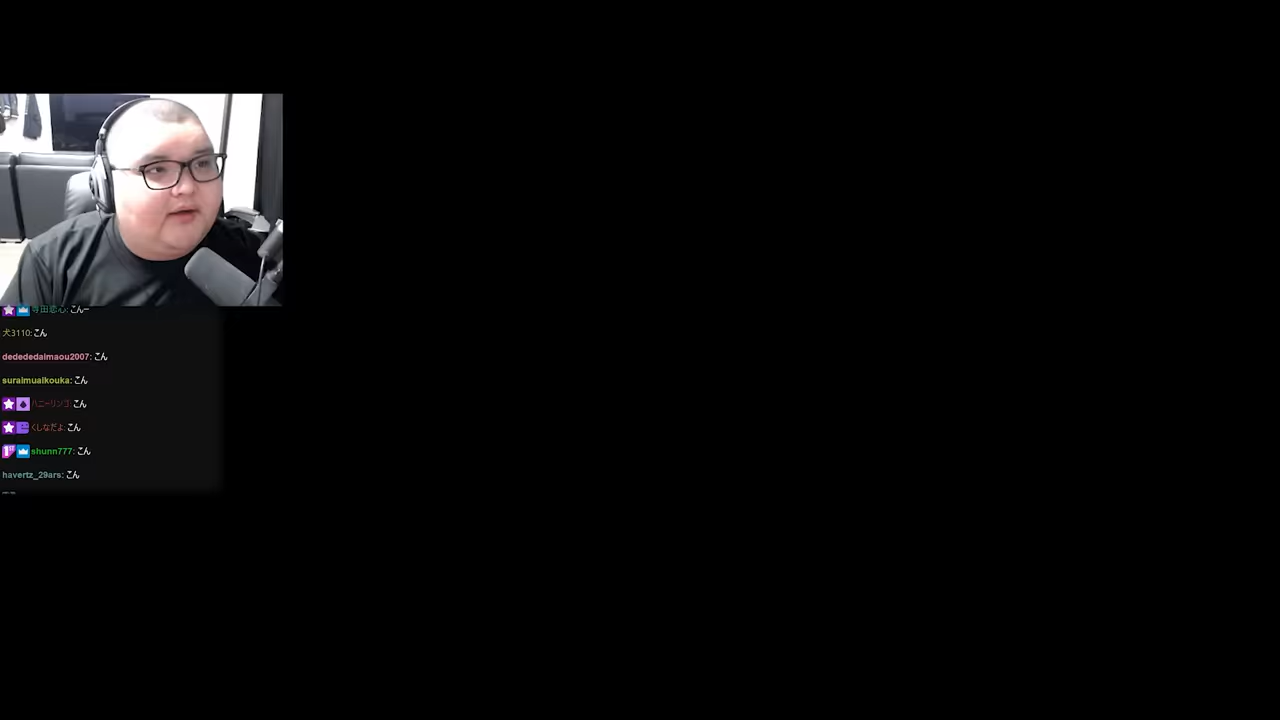 寺田恋心: こんー
犬3110: こん
dedededaimaou2007: こん
suraimuaikouka: こん
ハニーリンゴ: こん
くしなだよ: こん
shunn777: こん
havertz_29ars: こん